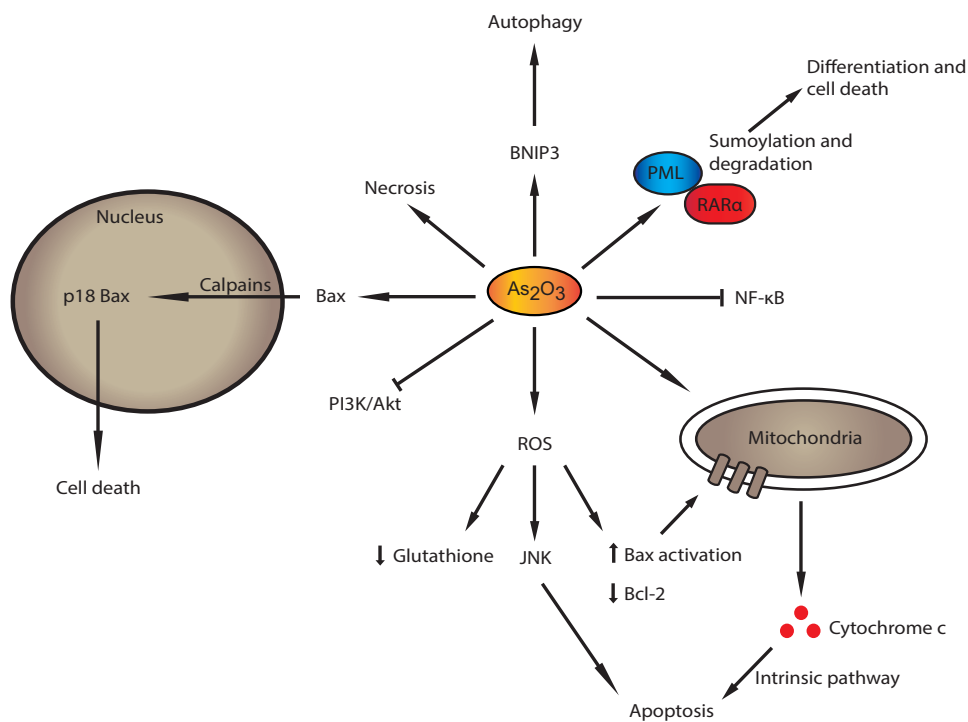 Autophagy
Differentiation and
cell death
BNIP3
Sumoylation and
degradation
PML
RARα
Necrosis
Nucleus
Calpains
p18 Bax
Bax
As2O3
NF-κB
PI3K/Akt
ROS
Mitochondria
Cell death
Glutathione
JNK
Bax activation
Bcl-2
Cytochrome c
Intrinsic pathway
Apoptosis